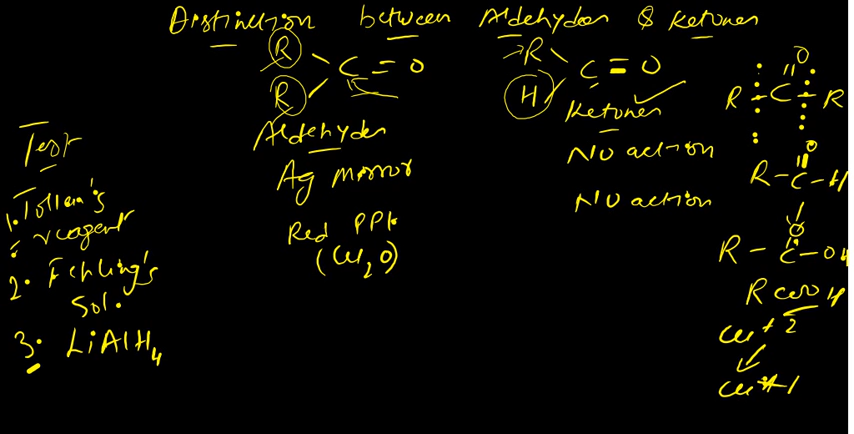 Distinction between Aldehydes & Ketones
R
R
C = O
R
H
C = O
Aldehydes
Ketones
Test
1. Tollen's reagent
Ag mirror
No action
2. Fehling's Sol.
Red PPt (Cu2O)
No action
3. LiAlH4
O
R - C - R
O
R - C - H
O
R - C - OH
R COOH
Cu+2
Cu+1